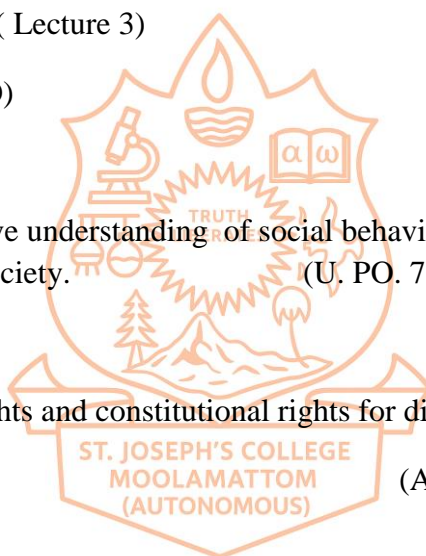 ( Lecture 3)
)
α ω
TRUTH
ve understanding of social behavi
ciety. (U. PO. 7
hts and constitutional rights for di
ST. JOSEPH'S COLLEGE
MOOLAMATTOM
(A
(AUTONOMOUS)